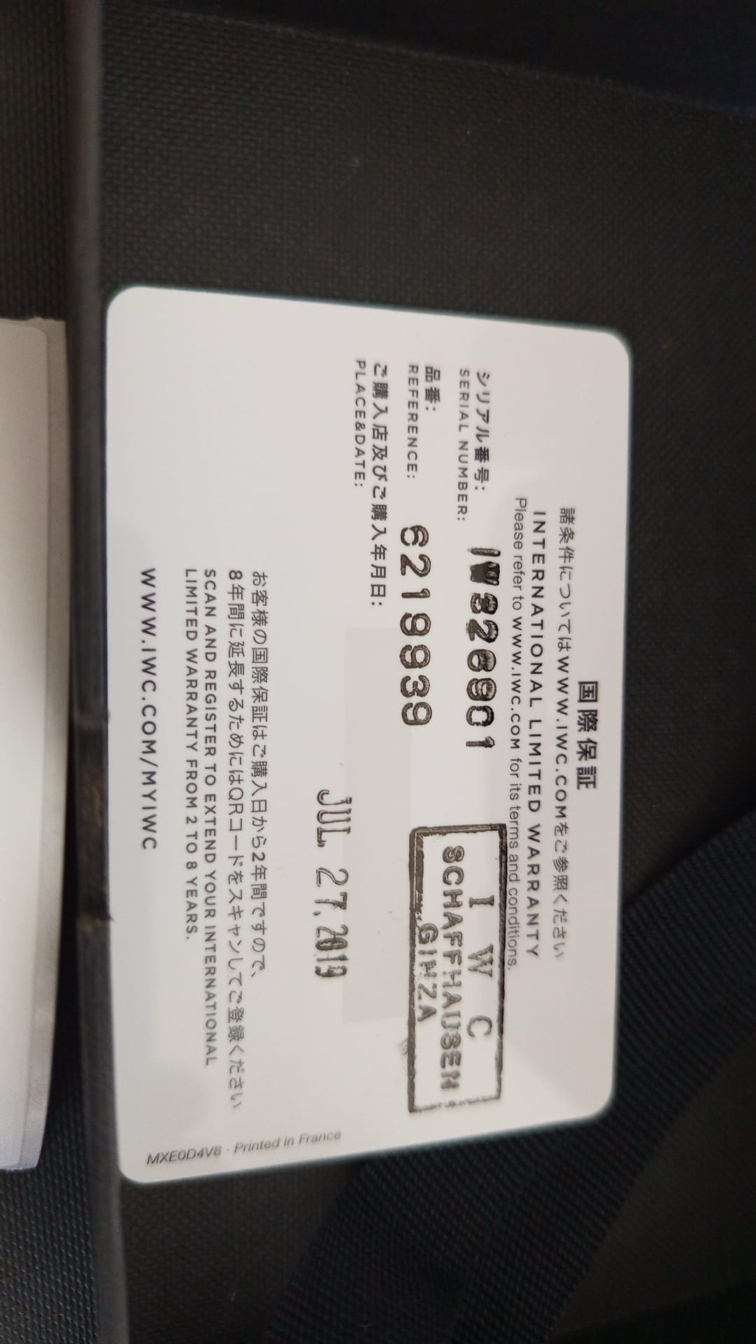 国際保証
諸条件についてはWWW.IWC.COMをご参照ください
INTERNATIONAL LIMITED WARRANTY
Please refer to WWW.IWC.COM for its terms and conditions.
シリアル番号:
SERIAL NUMBER:
品番:
REFERENCE: 6219939
ご購入店及びご購入年月日:
PLACE&DATE:
IWC
SCHAFFHAUSEN
GINZA
JUL 27. 2019
お客様の国際保証はご購入日から2年間ですので、
8年間に延長するためにはQRコードをスキャンしてご登録ください
SCAN AND REGISTER TO EXTEND YOUR INTERNATIONAL
LIMITED WARRANTY FROM 2 TO 8 YEARS.
WWW.IWC.COM/MYIWC
MXE0D4V8 - Printed in France